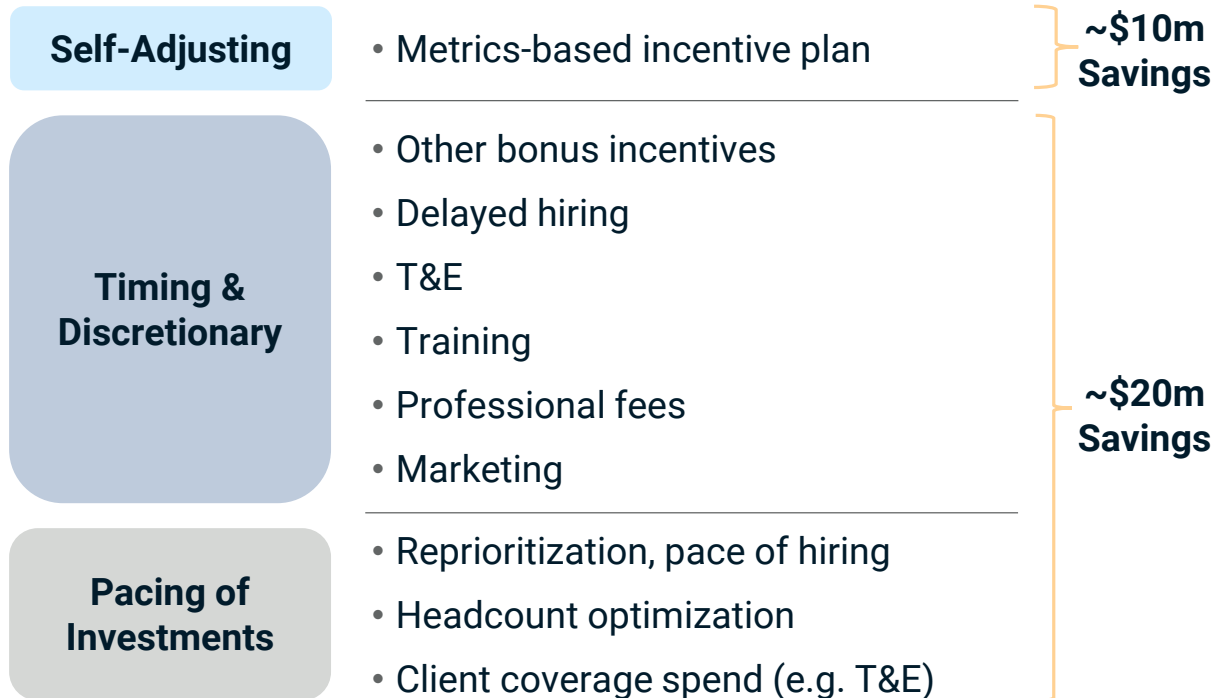 Self-Adjusting
• Metrics-based incentive plan
~$10m
Savings
Timing &
Discretionary
• Other bonus incentives
• Delayed hiring
• T&E
• Training
• Professional fees
• Marketing
~$20m
Savings
Pacing of
Investments
• Reprioritization, pace of hiring
• Headcount optimization
• Client coverage spend (e.g. T&E)